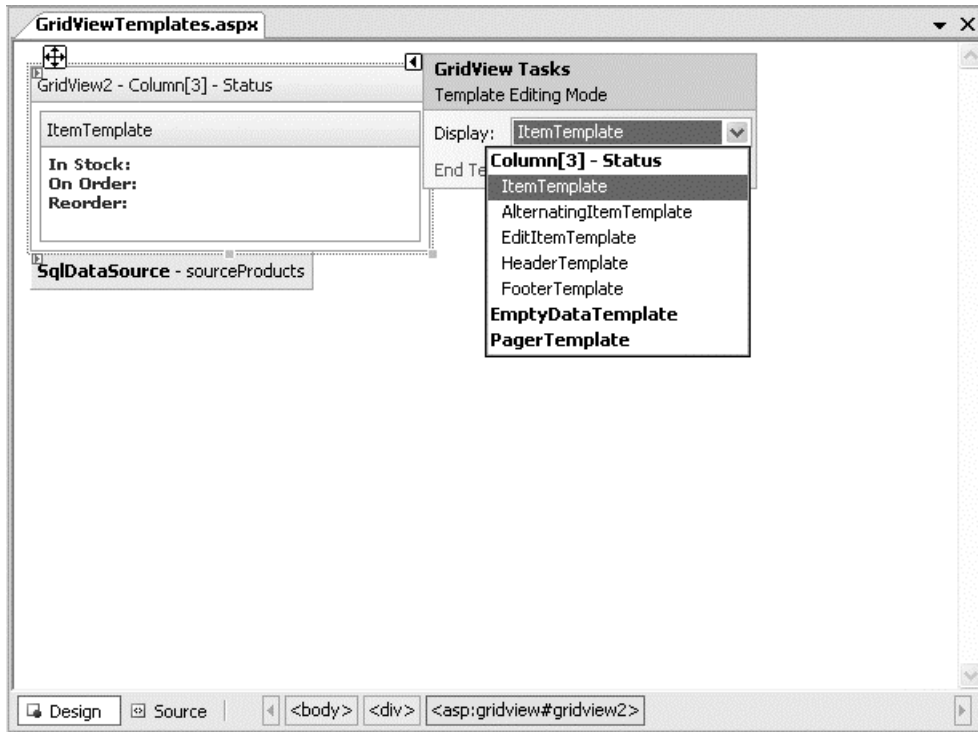 GridViewTemplates.aspx
GridView2 - Column[3] - Status
ItemTemplate
In Stock:
On Order:
Reorder:
SqlDataSource - sourceProducts
GridView Tasks
Template Editing Mode
Display: ItemTemplate
End Te
Column[3] - Status
ItemTemplate
AlternatingItemTemplate
EditItemTemplate
HeaderTemplate
FooterTemplate
EmptyDataTemplate
PagerTemplate
Design Source <body> <div> <asp:gridview#gridview2>